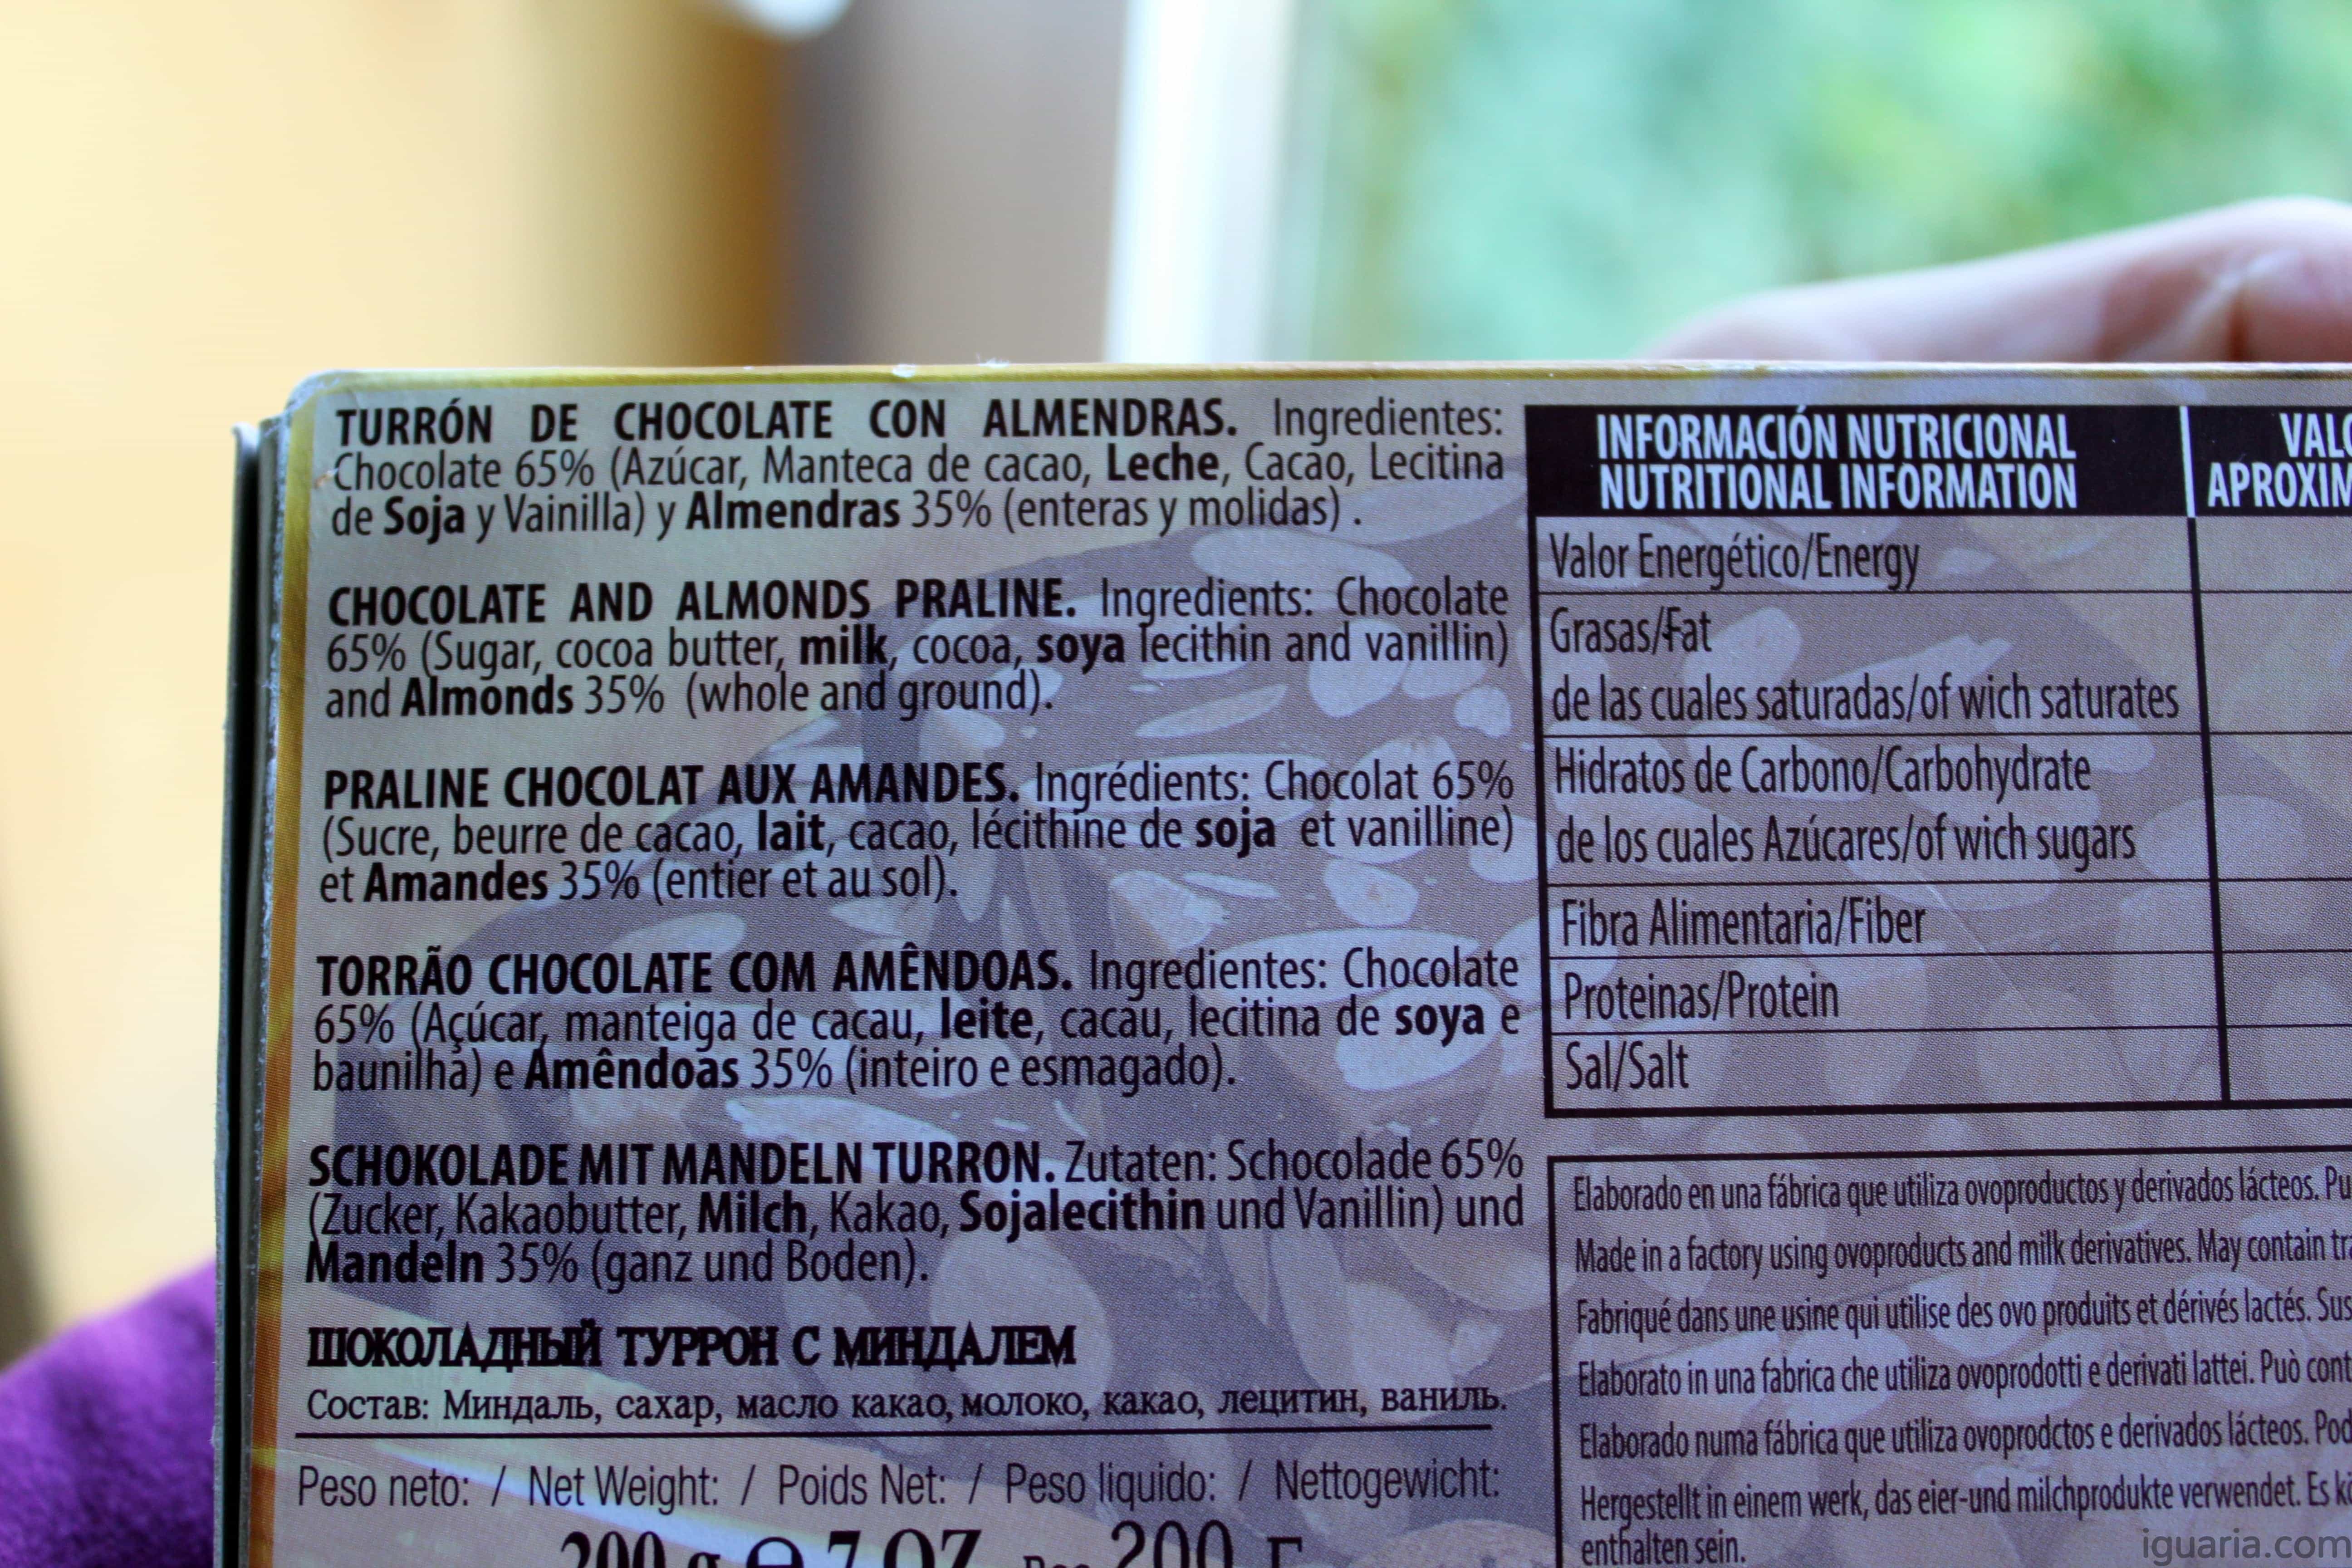 TURRÓN DE CHOCOLATE CON ALMENDRAS. Ingredientes:
Chocolate 65% (Azúcar, Manteca de cacao, Leche, Cacao, Lecitina
de Soja y Vainilla) y Almendras 35% (enteras y molidas) .
CHOCOLATE AND ALMONDS PRALINE. Ingredients: Chocolate
65% (Sugar, cocoa butter, milk, cocoa, soya lecithin and vanillin)
and Almonds 35% (whole and ground).
PRALINE CHOCOLAT AUX AMANDES. Ingrédients: Chocolat 65%
(Sucre, beurre de cacao, lait, cacao, lécithine de soja et vanilline)
et Amandes 35% (entier et au sol).
TORRÃO CHOCOLATE COM AMÊNDOAS. Ingredientes: Chocolate
65% (Açúcar, manteiga de cacau, leite, cacau, lecitina de soya e
baunilha) e Amêndoas 35% (inteiro e esmagado).
SCHOKOLADE MIT MANDELN TURRON. Zutaten: Schocolade 65%
(Zucker, Kakaobutter, Milch, Kakao, Sojalecithin und Vanillin) und
Mandeln 35% (ganz und Boden).
ШОКОЛАДНЫЙ ТУРРОН С МИНДАЛЕМ
Состав: Миндаль, сахар, масло какао, молоко, какао, лецитин, ваниль.
Peso neto: / Net Weight: / Poids Net: / Peso liquido: / Nettogewicht:
200 g e 7 OZ 200 г
INFORMACIÓN NUTRICIONAL
NUTRITIONAL INFORMATION
Valor Energético/Energy
Grasas/Fat
de las cuales saturadas/of wich saturates
Hidratos de Carbono/Carbohydrate
de los cuales Azúcares/of wich sugars
Fibra Alimentaria/Fiber
Proteinas/Protein
Sal/Salt
Elaborado en una fábrica que utiliza ovoproductos y derivados lácteos.
Made in a factory using ovoproducts and milk derivatives. May contain
Fabriqué dans une usine qui utilise des ovo produits et dérivés lactés.
Elaborato in una fabrica che utiliza ovoprodotti e derivati lattei. Può
Elaborado numa fábrica que utiliza ovoprodctos e derivados lácteos.
Hergestellt in einem werk, das eier-und milchprodukte verwendet. Es
enthalten sein.
iguaria.com